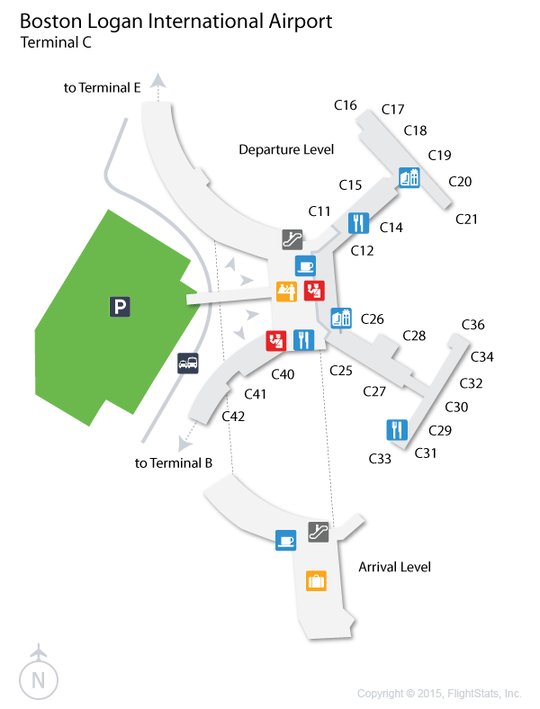 Boston Logan International Airport
Terminal C
to Terminal E
C16
C17
C18
Departure Level
C19
C15
C20
C11
C21
C14
C12
P
C26
C36
C28
C34
C25
C40
C32
C41
C27
C30
C42
C29
C31
C33
to Terminal B
Arrival Level
N
Copyright © 2015, FlightStats, Inc.